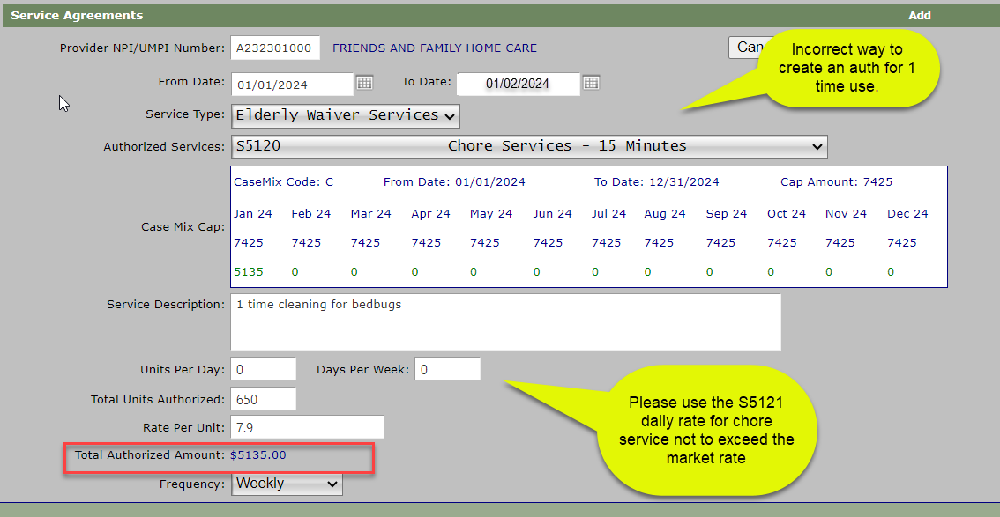 Service Agreements Add
Provider NPI/UMPI Number: A232301000 FRIENDS AND FAMILY HOME CARE Can
Incorrect way to
create an auth for 1
time use.
From Date: 01/01/2024 To Date: 01/02/2024
Service Type: Elderly Waiver Services
Authorized Services: S5120 Chore Services - 15 Minutes
CaseMix Code: C From Date: 01/01/2024 To Date: 12/31/2024 Cap Amount: 7425
Jan 24 Feb 24 Mar 24 Apr 24 May 24 Jun 24 Jul 24 Aug 24 Sep 24 Oct 24 Nov 24 Dec 24
Case Mix Cap:
7425 7425 7425 7425 7425 7425 7425 7425 7425 7425 7425 7425
5135 0 0 0 0 0 0 0 0 0 0 0
Service Description: 1 time cleaning for bedbugs
Units Per Day: 0 Days Per Week: 0
Total Units Authorized: 650
Rate Per Unit: 7.9
Total Authorized Amount: $5135.00
Frequency: Weekly
Please use the S5121
daily rate for chore
service not to exceed the
market rate